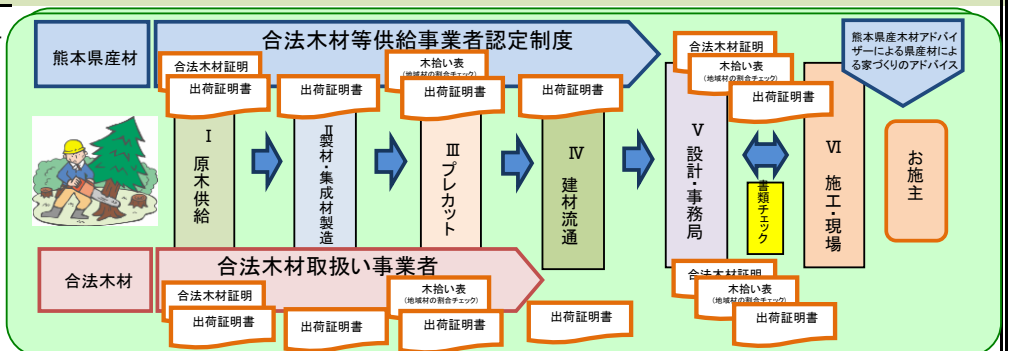 熊本県産材
合法木材等供給事業者認定制度
熊本県産木材アドバイ
ザーによる県産材によ
る家づくりのアドバイス
合法木材証明
出荷証明書
出荷証明書
木拾い表
(地域材の割合チェック)
出荷証明書
出荷証明書
合法木材証明
木拾い表
(地域材の割合チェック)
出荷証明書
Ⅰ 原木供給
Ⅱ製材・集成材製造
Ⅲプレカット
Ⅳ 建材流通
Ⅴ 設計・事務局
書類チェック
Ⅵ 施工・現場
お施主
合法木材
合法木材取扱い事業者
合法木材証明
出荷証明書
出荷証明書
木拾い表
(地域材の割合チェック)
出荷証明書
出荷証明書
合法木材証明
木拾い表
(地域材の割合チェック)
出荷証明書